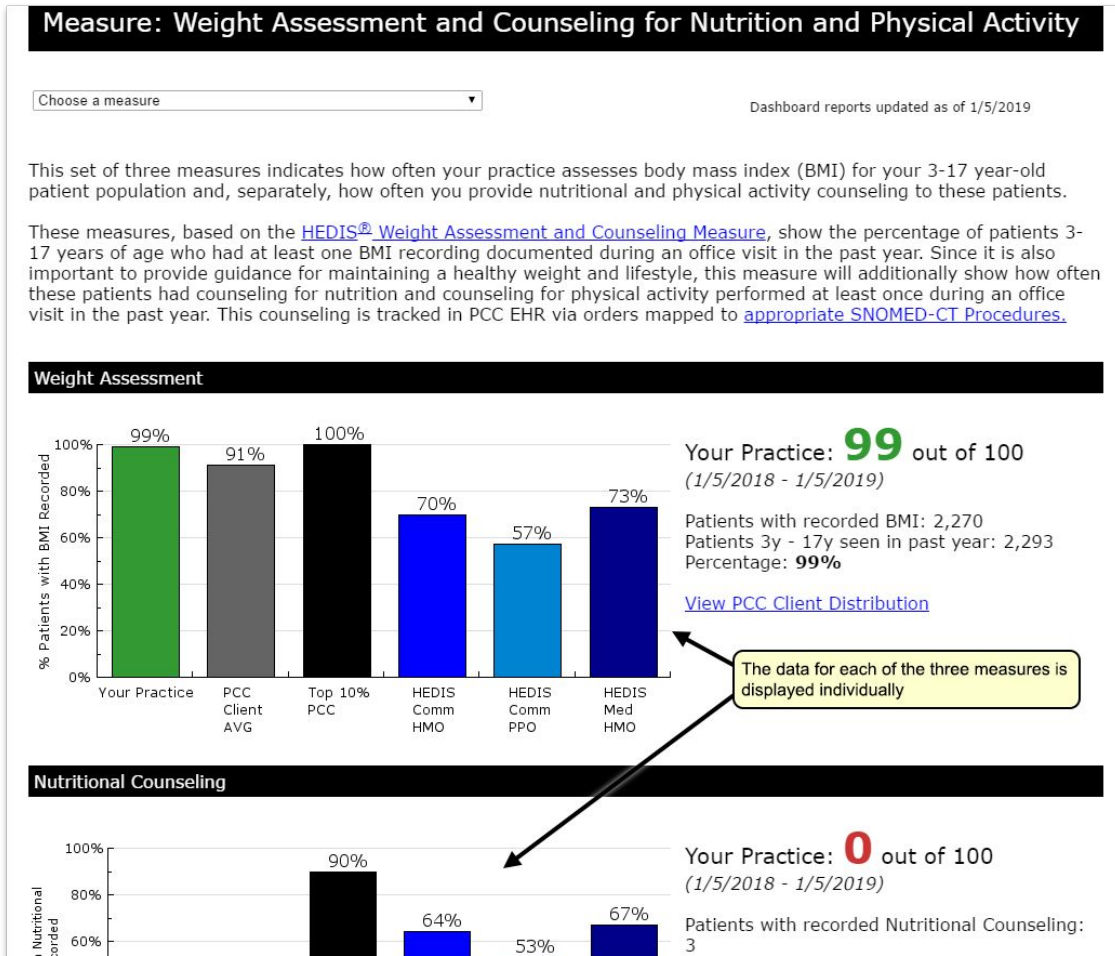 Measure: Weight Assessment and Counseling for Nutrition and Physical Activity
Choose a measure
Dashboard reports updated as of 1/5/2019
This set of three measures indicates how often your practice assesses body mass index (BMI) for your 3-17 year-old
patient population and, separately, how often you provide nutritional and physical activity counseling to these patients.
These measures, based on the HEDIS® Weight Assessment and Counseling Measure, show the percentage of patients 3-
17 years of age who had at least one BMI recording documented during an office visit in the past year. Since it is also
important to provide guidance for maintaining a healthy weight and lifestyle, this measure will additionally show how often
these patients had counseling for nutrition and counseling for physical activity performed at least once during an office
visit in the past year. This counseling is tracked in PCC EHR via orders mapped to appropriate SNOMED-CT Procedures.
Weight Assessment
% Patients with BMI Recorded
100%
80%
60%
40%
20%
0%
99%
91%
100%
70%
57%
73%
Your Practice
PCC
Client
AVG
Top 10%
PCC
HEDIS
Comm
HMO
HEDIS
Comm
PPO
HEDIS
Med
HMO
Your Practice: 99 out of 100
(1/5/2018 - 1/5/2019)
Patients with recorded BMI: 2,270
Patients 3y - 17y seen in past year: 2,293
Percentage: 99%
View PCC Client Distribution
The data for each of the three measures is
displayed individually
Nutritional Counseling
Nutritional
100%
80%
60%
90%
64%
53%
67%
Your Practice: 0 out of 100
(1/5/2018 - 1/5/2019)
Patients with recorded Nutritional Counseling:
3